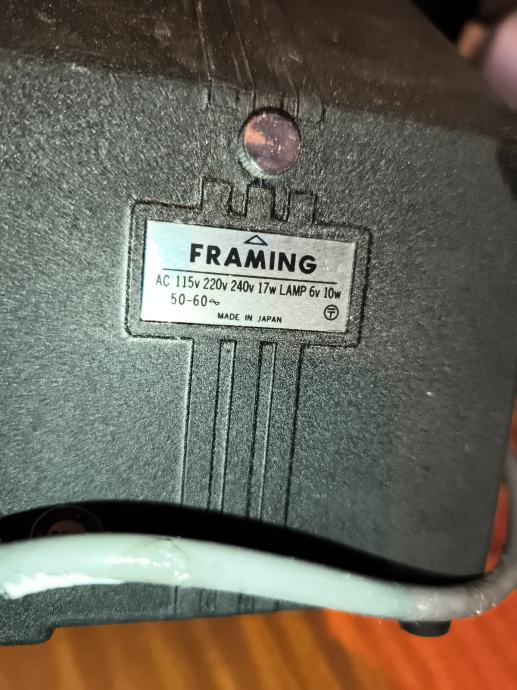 FRAMING
AC 115v 220v 240v 17w LAMP 6v 10w
50-60~
MADE IN JAPAN